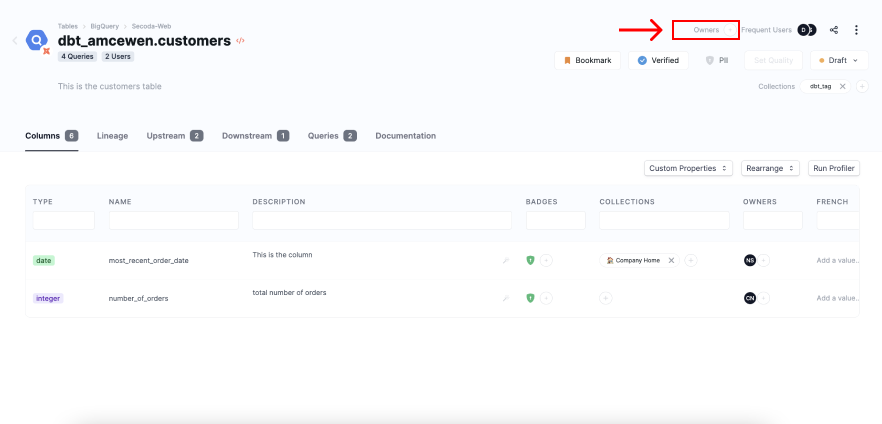 Tables > BigQuery > Secoda-Web
dbt_amcewen.customers </>
4 Queries 2 Users
Owners + Frequent Users D
Bookmark Verified PII Set Quality Draft
This is the customers table
Collections dbt_tag X +
Columns 6 Lineage Upstream 2 Downstream 1 Queries 2 Documentation
Custom Properties Rearrange Run Profiler
TYPE NAME DESCRIPTION BADGES COLLECTIONS OWNERS FRENCH
date most_recent_order_date This is the column + Company Home X + NS + Add a value..
integer number_of_orders total number of orders + + CN + Add a value..